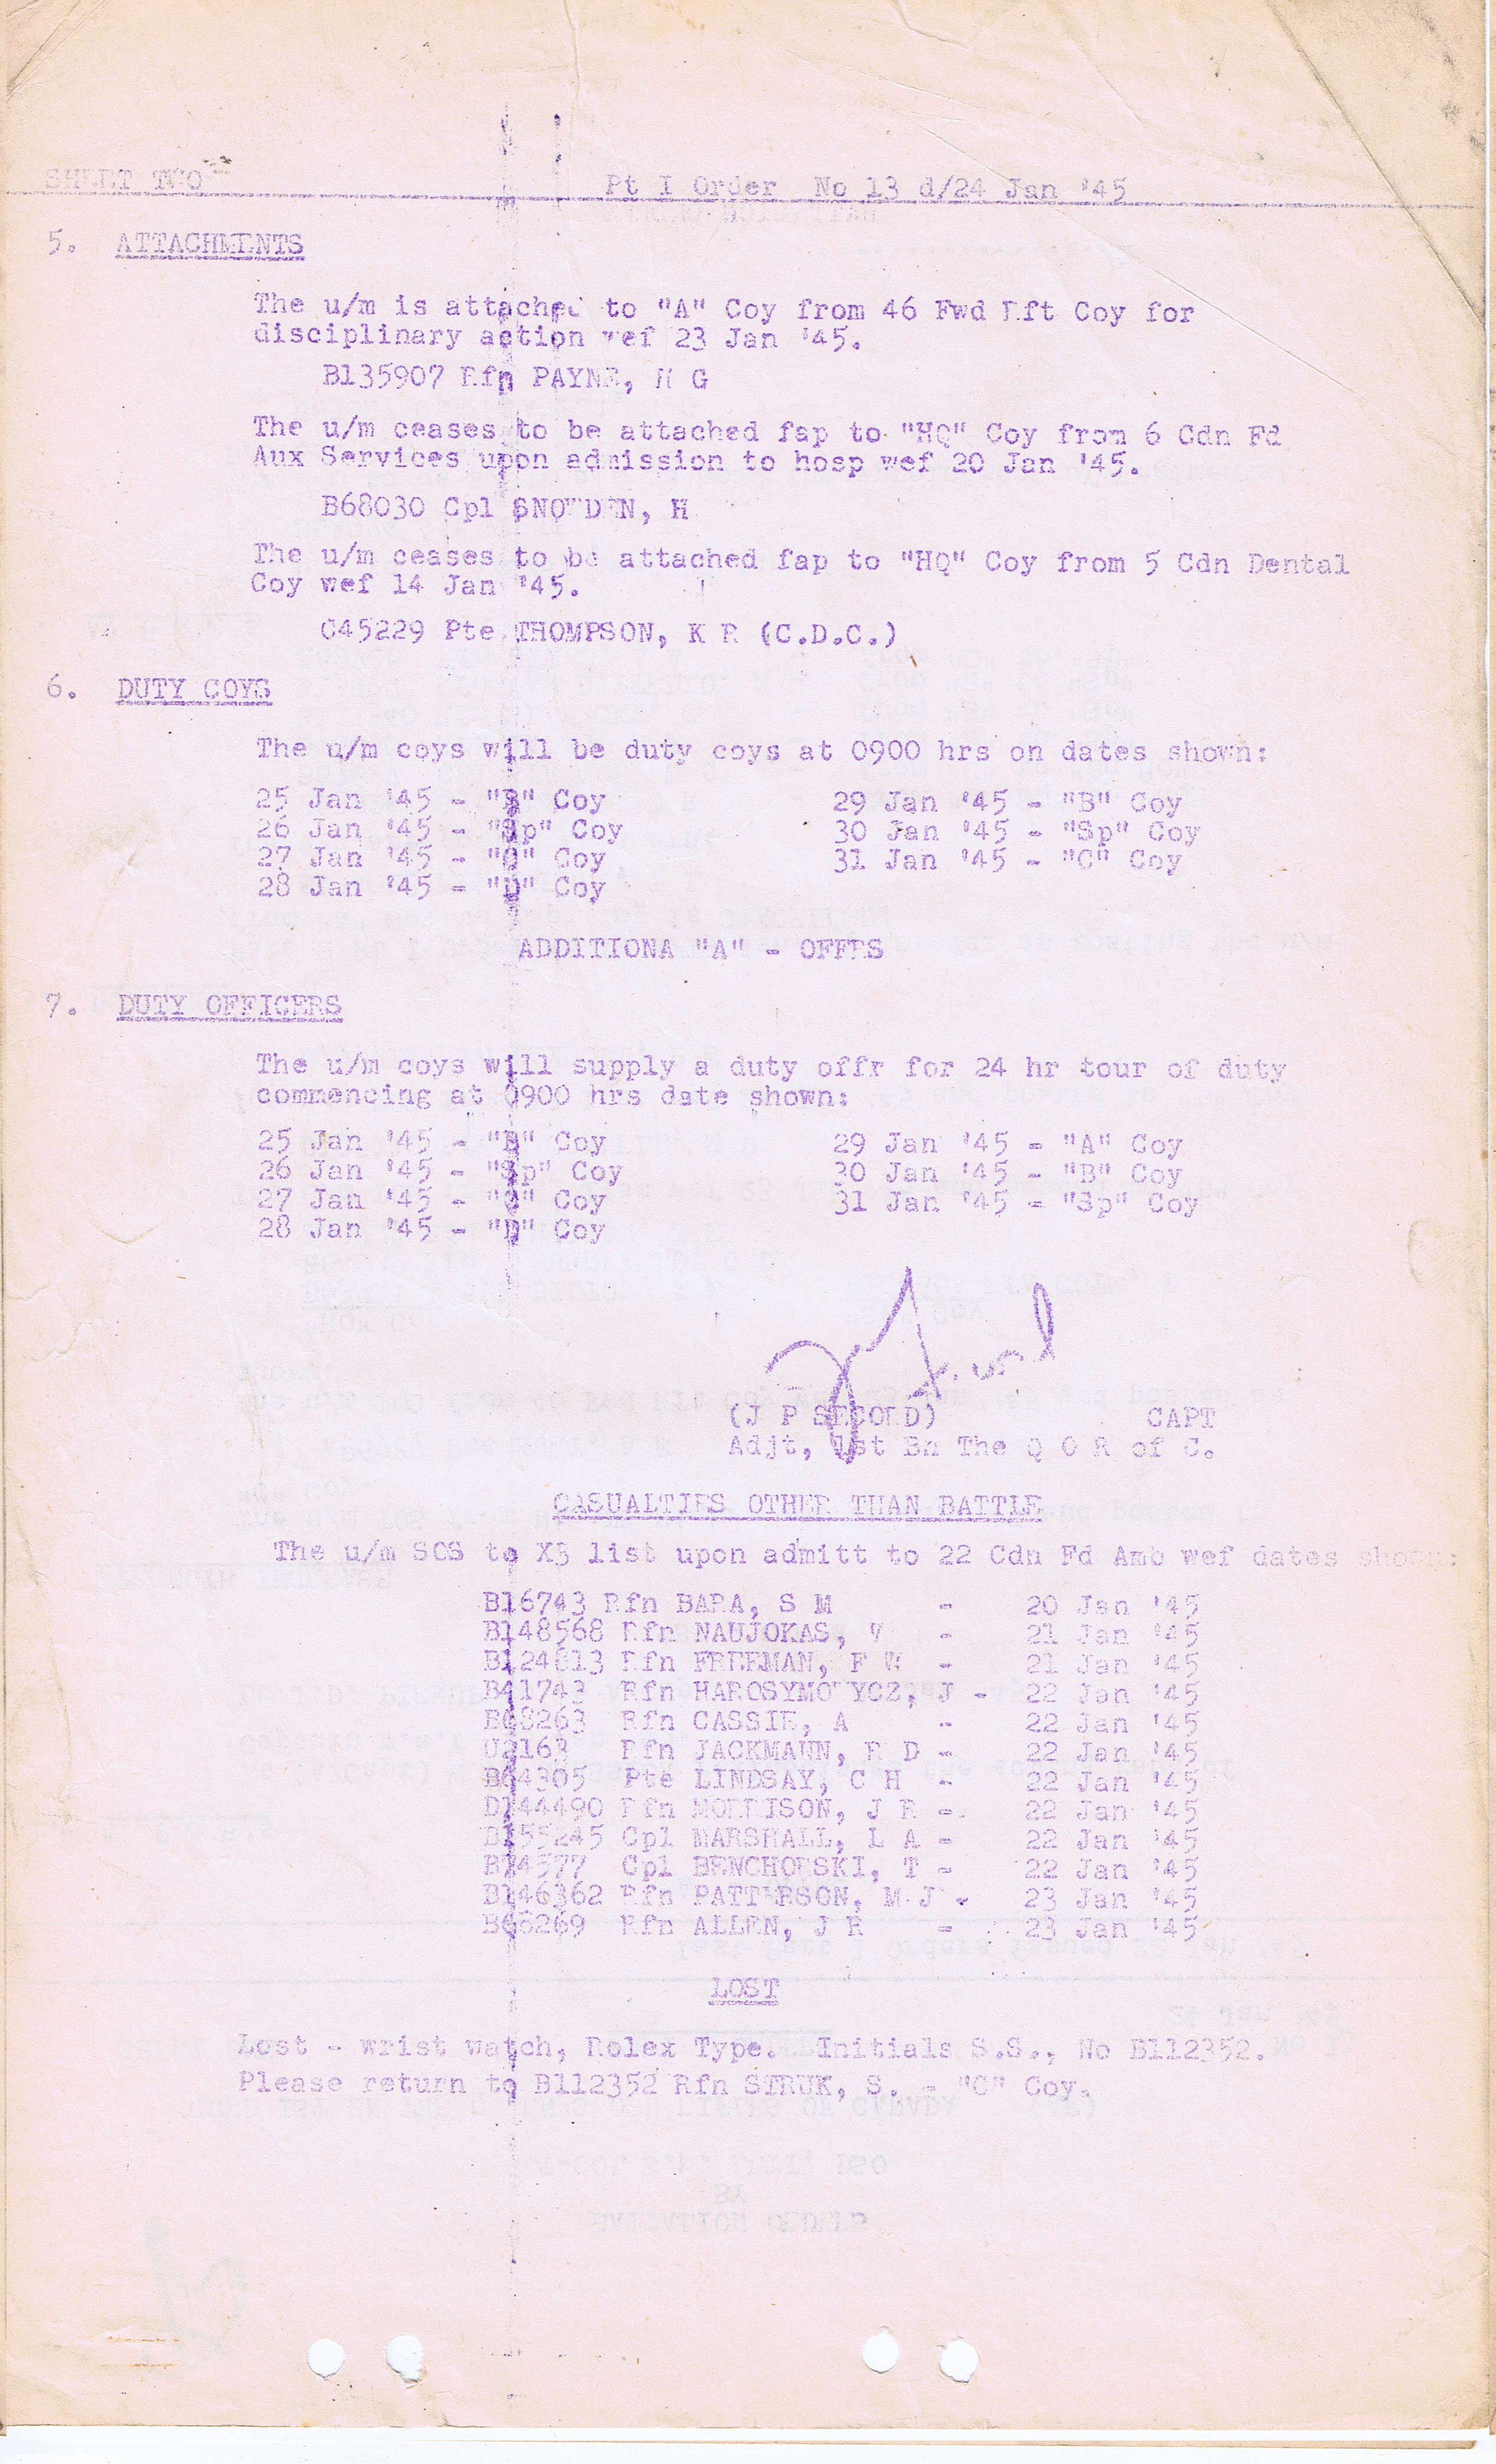 SHEET TWO
Pt I Order No 13 d/24 Jan '45
5. ATTACHMENTS
The u/m is attached to "A" Coy from 46 Fwd Rft Coy for
disciplinary action wef 23 Jan '45.
B135907 Rfn PAYNE, H G
The u/m ceases to be attached fap to "HQ" Coy from 6 Cdn Fd
Aux Services upon admission to hosp wef 20 Jan '45.
B68030 Cpl SNOWDEN, H
The u/m ceases to be attached fap to "HQ" Coy from 5 Cdn Dental
Coy wef 14 Jan '45.
C45229 Pte THOMPSON, K R (C.D.C.)
6. DUTY COYS
The u/m coys will be duty coys at 0900 hrs on dates shown:
25 Jan '45 - "B" Coy 29 Jan '45 - "B" Coy
26 Jan '45 - "Sp" Coy 30 Jan '45 - "Sp" Coy
27 Jan '45 - "C" Coy 31 Jan '45 - "C" Coy
28 Jan '45 - "D" Coy
ADDITIONA "A" - OFFRS
7. DUTY OFFICERS
The u/m coys will supply a duty offr for 24 hr tour of duty
commencing at 0900 hrs date shown:
25 Jan '45 - "B" Coy 29 Jan '45 - "A" Coy
26 Jan '45 - "Sp" Coy 30 Jan '45 - "B" Coy
27 Jan '45 - "C" Coy 31 Jan '45 - "Sp" Coy
28 Jan '45 - "D" Coy
(J P SECORD) CAPT
Adjt, 1st Bn The Q O R of C.
CASUALTIES OTHER THAN BATTLE
The u/m SOS to X3 list upon admitt to 22 Cdn Fd Amb wef dates shown:
B16743 Rfn BARA, S M - 20 Jan '45
B148568 Rfn NAUJOKAS, - 21 Jan '45
Rfn FREEMAN, F W - 21 Jan '45
B41743 Rfn HAROSYMOWYCZ, J - 22 Jan '45
Rfn CASSIE, A - 22 Jan '45
U2163 Rfn JACKMANN, R D - 22 Jan '45
B64305 Pte LINDSAY, C H - 22 Jan '45
D144490 Rfn MORRISON, J R - 22 Jan '45
Cpl MARSHALL, L A - 22 Jan '45
B74577 Cpl BENCHORSKI, T - 22 Jan '45
B146362 Rfn PATTERSON, M J - 23 Jan '45
B66269 Rfn ALLEN, J R - 23 Jan '45
LOST
Lost - wrist watch, Rolex Type. Initials S.S., No B112352.
Please return to B112352 Rfn STRUK, S. - "C" Coy.